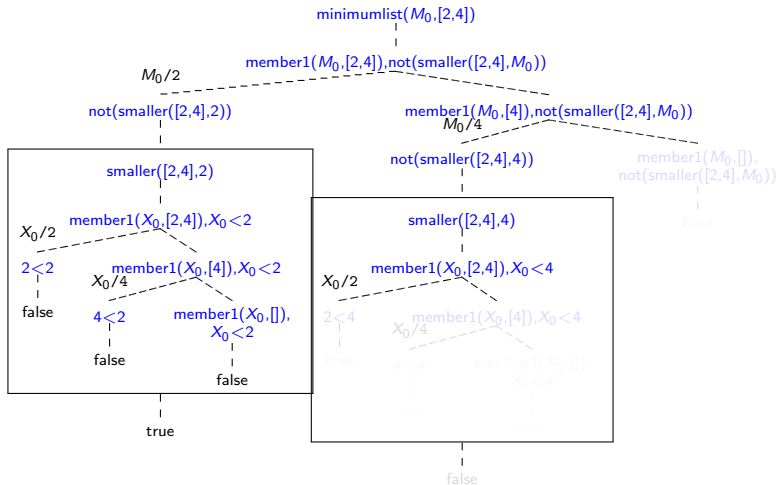 minimumlist(M₀,[2,4])
member1(M₀,[2,4]),not(smaller([2,4],M₀))
M₀/2
not(smaller([2,4],2))
member1(M₀,[4]),not(smaller([2,4],M₀))
M₀/4
not(smaller([2,4],4))
member1(M₀,[]),
not(smaller([2,4],M₀))
false
smaller([2,4],2)
member1(X₀,[2,4]),X₀<2
X₀/2
2<2
false
member1(X₀,[4]),X₀<2
X₀/4
4<2
false
member1(X₀,[]),
X₀<2
false
true
smaller([2,4],4)
member1(X₀,[2,4]),X₀<4
X₀/2
2<4
true
member1(X₀,[4]),X₀<4
X₀/4
4<4
member1(X₀,[]),
X₀<4
false